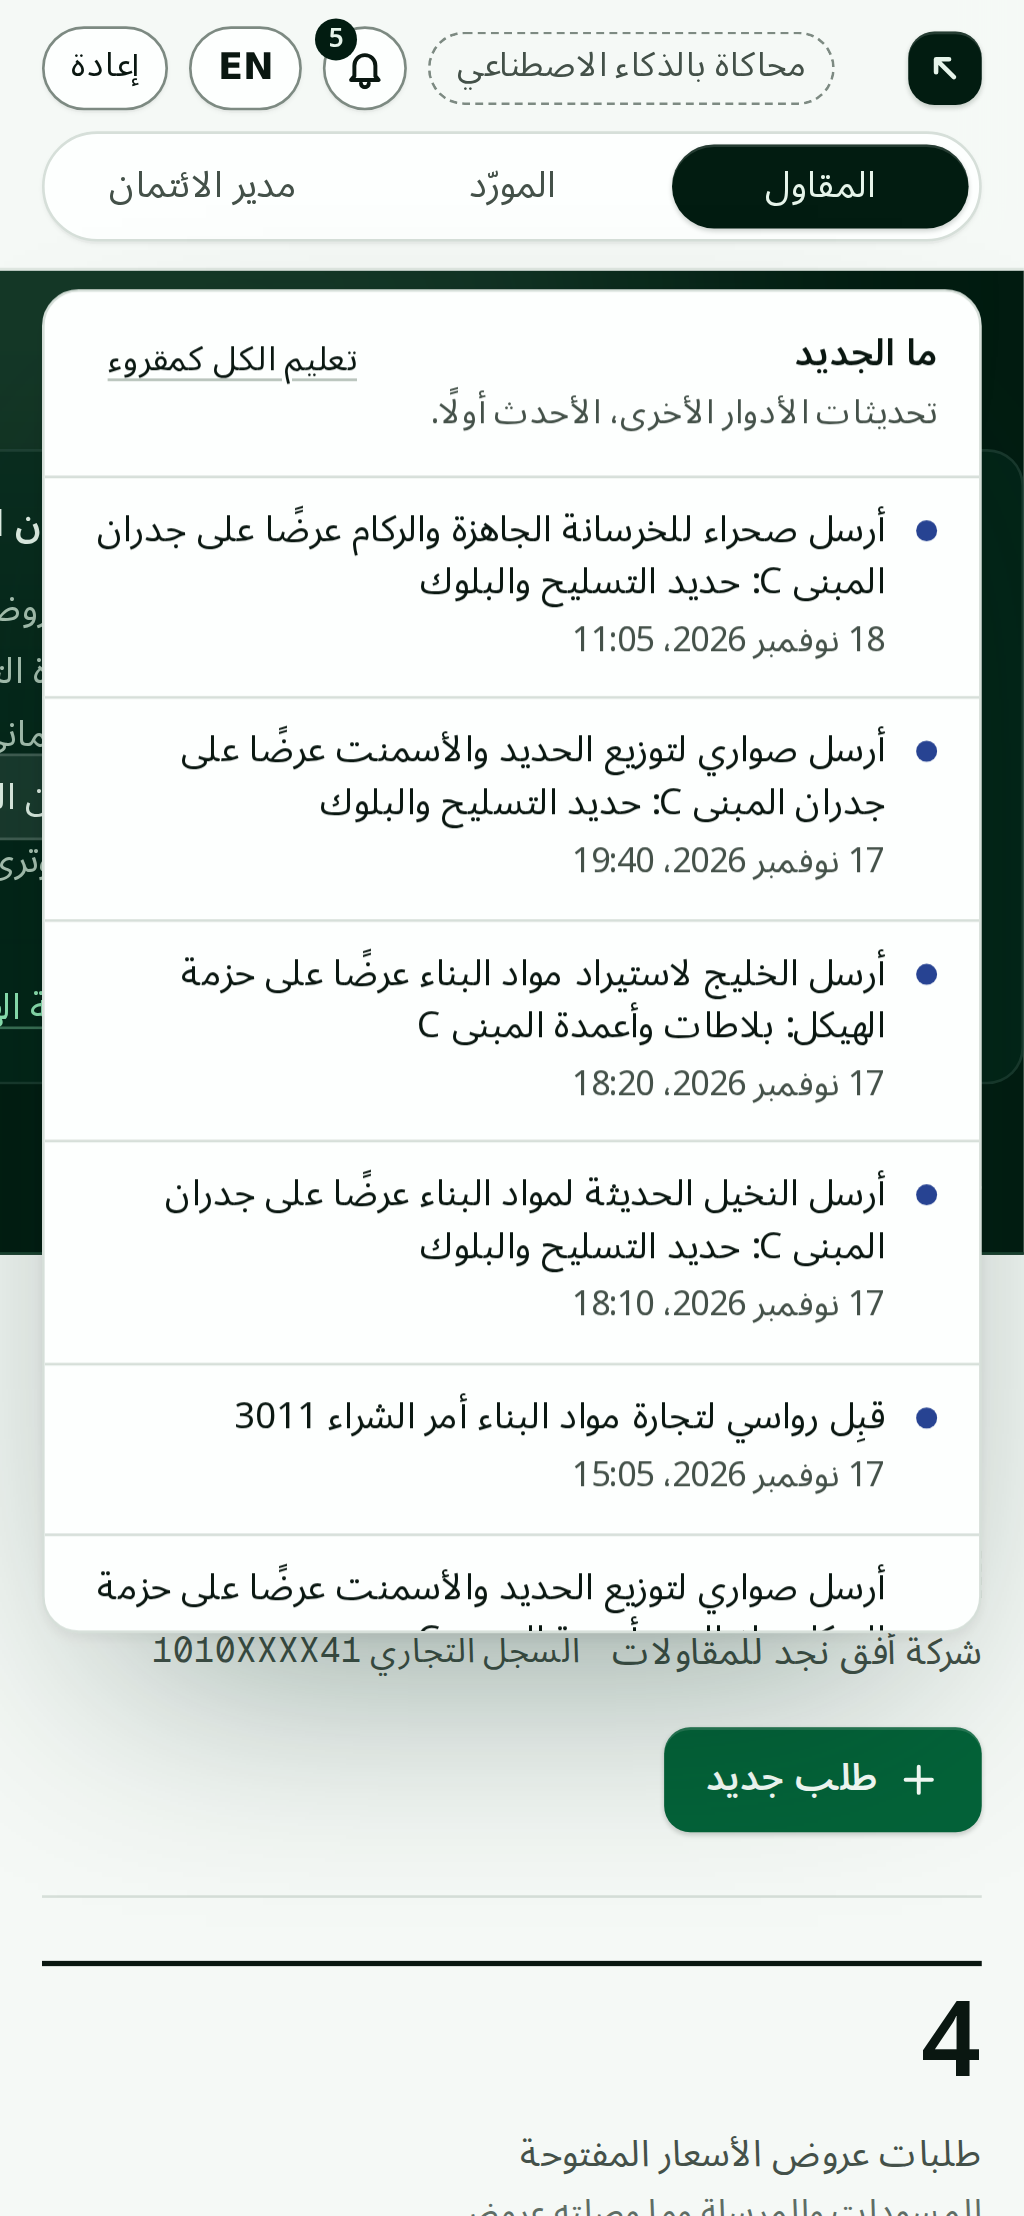 محاكاة بالذكاء الاصطناعي
5
EN
إعادة
المقاول
المورّد
مدير الائتمان
ما الجديد
تعليم الكل كمقروء
تحديثات الأدوار الأخرى، الأحدث أولًا.
أرسل صحراء للخرسانة الجاهزة والركام عرضًا على جدران
المبنى C: حديد التسليح والبلوك
18 نوفمبر 2026، 11:05
أرسل صواري لتوزيع الحديد والأسمنت عرضًا على
جدران المبنى C: حديد التسليح والبلوك
17 نوفمبر 2026، 19:40
أرسل الخليج لاستيراد مواد البناء عرضًا على حزمة
الهيكل: بلاطات وأعمدة المبنى C
17 نوفمبر 2026، 18:20
أرسل النخيل الحديثة لمواد البناء عرضًا على جدران
المبنى C: حديد التسليح والبلوك
17 نوفمبر 2026، 18:10
قبِل رواسي لتجارة مواد البناء أمر الشراء 3011
17 نوفمبر 2026، 15:05
أرسل صواري لتوزيع الحديد والأسمنت عرضًا على حزمة
شركة أفق نجد للمقاولات السجل التجاري 1010XXXX41
طلب جديد
4
طلبات عروض الأسعار المفتوحة
المسودات والمرسلة وما وصلته عروض